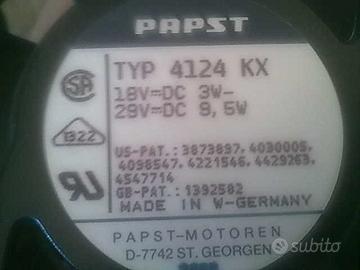 PAPST
TYP 4124 KX
18V=DC 3W-
29V=DC 9,5W
US-PAT.: 3873897, 4030005,
4098547, 4221546, 4429263,
4547714
GB-PAT.: 1392582
MADE IN W-GERMANY
PAPST-MOTOREN
D-7742 ST. GEORGEN
subito